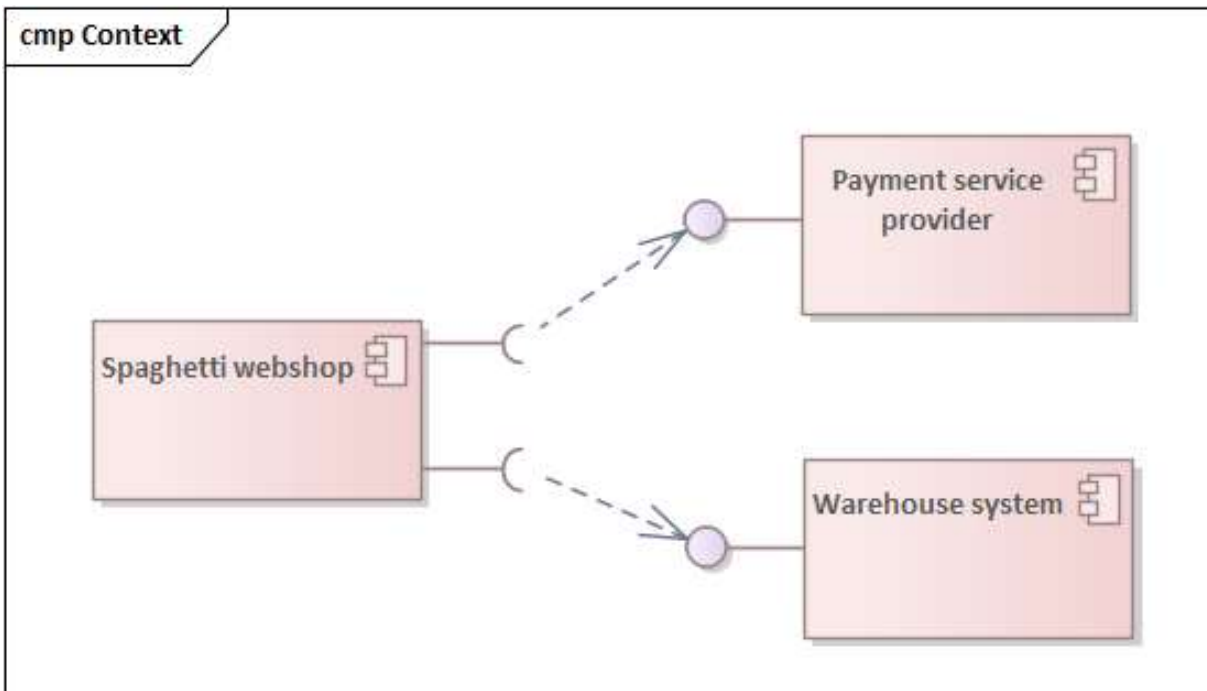 cmp Context
Payment service
provider
Spaghetti webshop
Warehouse system